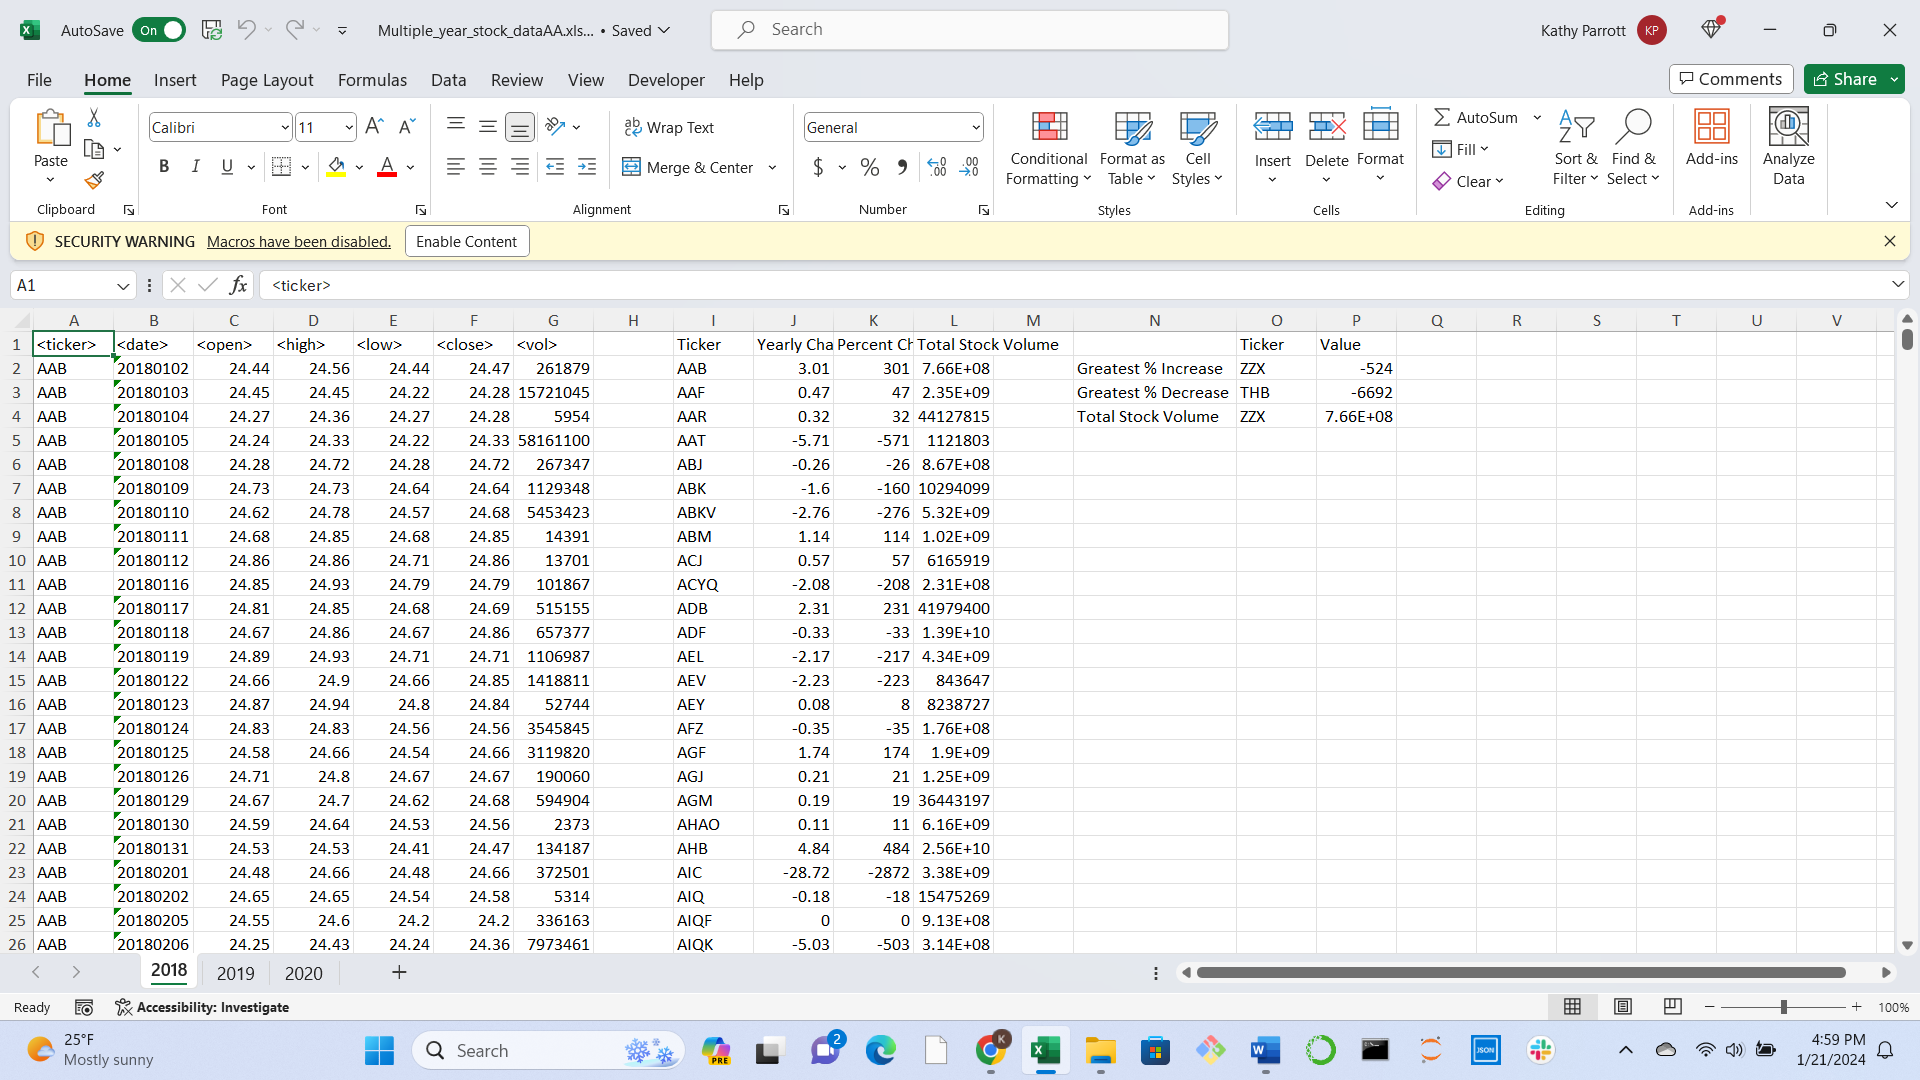 AutoSave On Multiple_year_stock_dataAA.xls... • Saved Search Kathy Parrott KP
File Home Insert Page Layout Formulas Data Review View Developer Help Comments Share
Calibri 11 Wrap Text General AutoSum
Paste B I U A Merge & Center $ % Conditional Formatting Format as Table Cell Styles Insert Delete Format Fill Clear Sort & Filter Find & Select Add-ins Analyze Data
Clipboard Font Alignment Number Styles Cells Editing Add-ins
SECURITY WARNING Macros have been disabled. Enable Content
A1 fx <ticker>
A B C D E F G H I J K L M N O P Q R S T U V
1 <ticker> <date> <open> <high> <low> <close> <vol> Ticker Yearly Cha Percent Ch Total Stock Volume Ticker Value
2 AAB 20180102 24.44 24.56 24.44 24.47 261879 AAB 3.01 301 7.66E+08 Greatest % Increase ZZX -524
3 AAB 20180103 24.45 24.45 24.22 24.28 15721045 AAF 0.47 47 2.35E+09 Greatest % Decrease THB -6692
4 AAB 20180104 24.27 24.36 24.27 24.28 5954 AAR 0.32 32 44127815 Total Stock Volume ZZX 7.66E+08
5 AAB 20180105 24.24 24.33 24.22 24.33 58161100 AAT -5.71 -571 1121803
6 AAB 20180108 24.28 24.72 24.28 24.72 267347 ABJ -0.26 -26 8.67E+08
7 AAB 20180109 24.73 24.73 24.64 24.64 1129348 ABK -1.6 -160 10294099
8 AAB 20180110 24.62 24.78 24.57 24.68 5453423 ABKV -2.76 -276 5.32E+09
9 AAB 20180111 24.68 24.85 24.68 24.85 14391 ABM 1.14 114 1.02E+09
10 AAB 20180112 24.86 24.86 24.71 24.86 13701 ACJ 0.57 57 6165919
11 AAB 20180116 24.85 24.93 24.79 24.79 101867 ACYQ -2.08 -208 2.31E+08
12 AAB 20180117 24.81 24.85 24.68 24.69 515155 ADB 2.31 231 41979400
13 AAB 20180118 24.67 24.86 24.67 24.86 657377 ADF -0.33 -33 1.39E+10
14 AAB 20180119 24.89 24.93 24.71 24.71 1106987 AEL -2.17 -217 4.34E+09
15 AAB 20180122 24.66 24.9 24.66 24.85 1418811 AEV -2.23 -223 843647
16 AAB 20180123 24.87 24.94 24.8 24.84 52744 AEY 0.08 8 8238727
17 AAB 20180124 24.83 24.83 24.56 24.56 3545845 AFZ -0.35 -35 1.76E+08
18 AAB 20180125 24.58 24.66 24.54 24.66 3119820 AGF 1.74 174 1.9E+09
19 AAB 20180126 24.71 24.8 24.67 24.67 190060 AGJ 0.21 21 1.25E+09
20 AAB 20180129 24.67 24.7 24.62 24.68 594904 AGM 0.19 19 36443197
21 AAB 20180130 24.59 24.64 24.53 24.56 2373 AHAO 0.11 11 6.16E+09
22 AAB 20180131 24.53 24.53 24.41 24.47 134187 AHB 4.84 484 2.56E+10
23 AAB 20180201 24.48 24.66 24.48 24.66 372501 AIC -28.72 -2872 3.38E+09
24 AAB 20180202 24.65 24.65 24.54 24.58 5314 AIQ -0.18 -18 15475269
25 AAB 20180205 24.55 24.6 24.2 24.2 336163 AIQF 0 0 9.13E+08
26 AAB 20180206 24.25 24.43 24.24 24.36 7973461 AIQK -5.03 -503 3.14E+08
2018 2019 2020
Ready Accessibility: Investigate 100%
25°F
Mostly sunny
Search PRE 2 K JSON
4:59 PM
1/21/2024